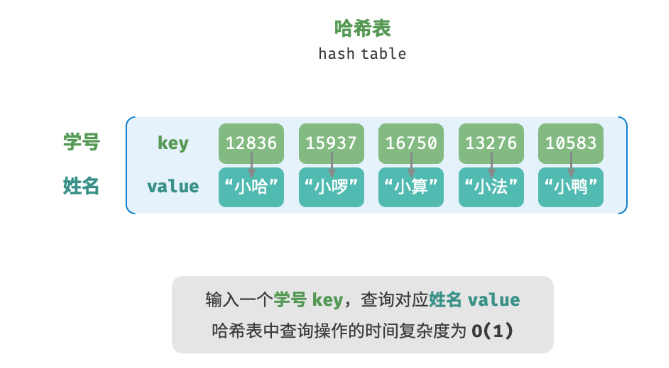 哈希表
hash table
学号 key 12836 15937 16750 13276 10583
姓名 value “小哈” “小啰” “小算” “小法” “小鸭”
输入一个学号 key，查询对应姓名 value
哈希表中查询操作的时间复杂度为 O(1)